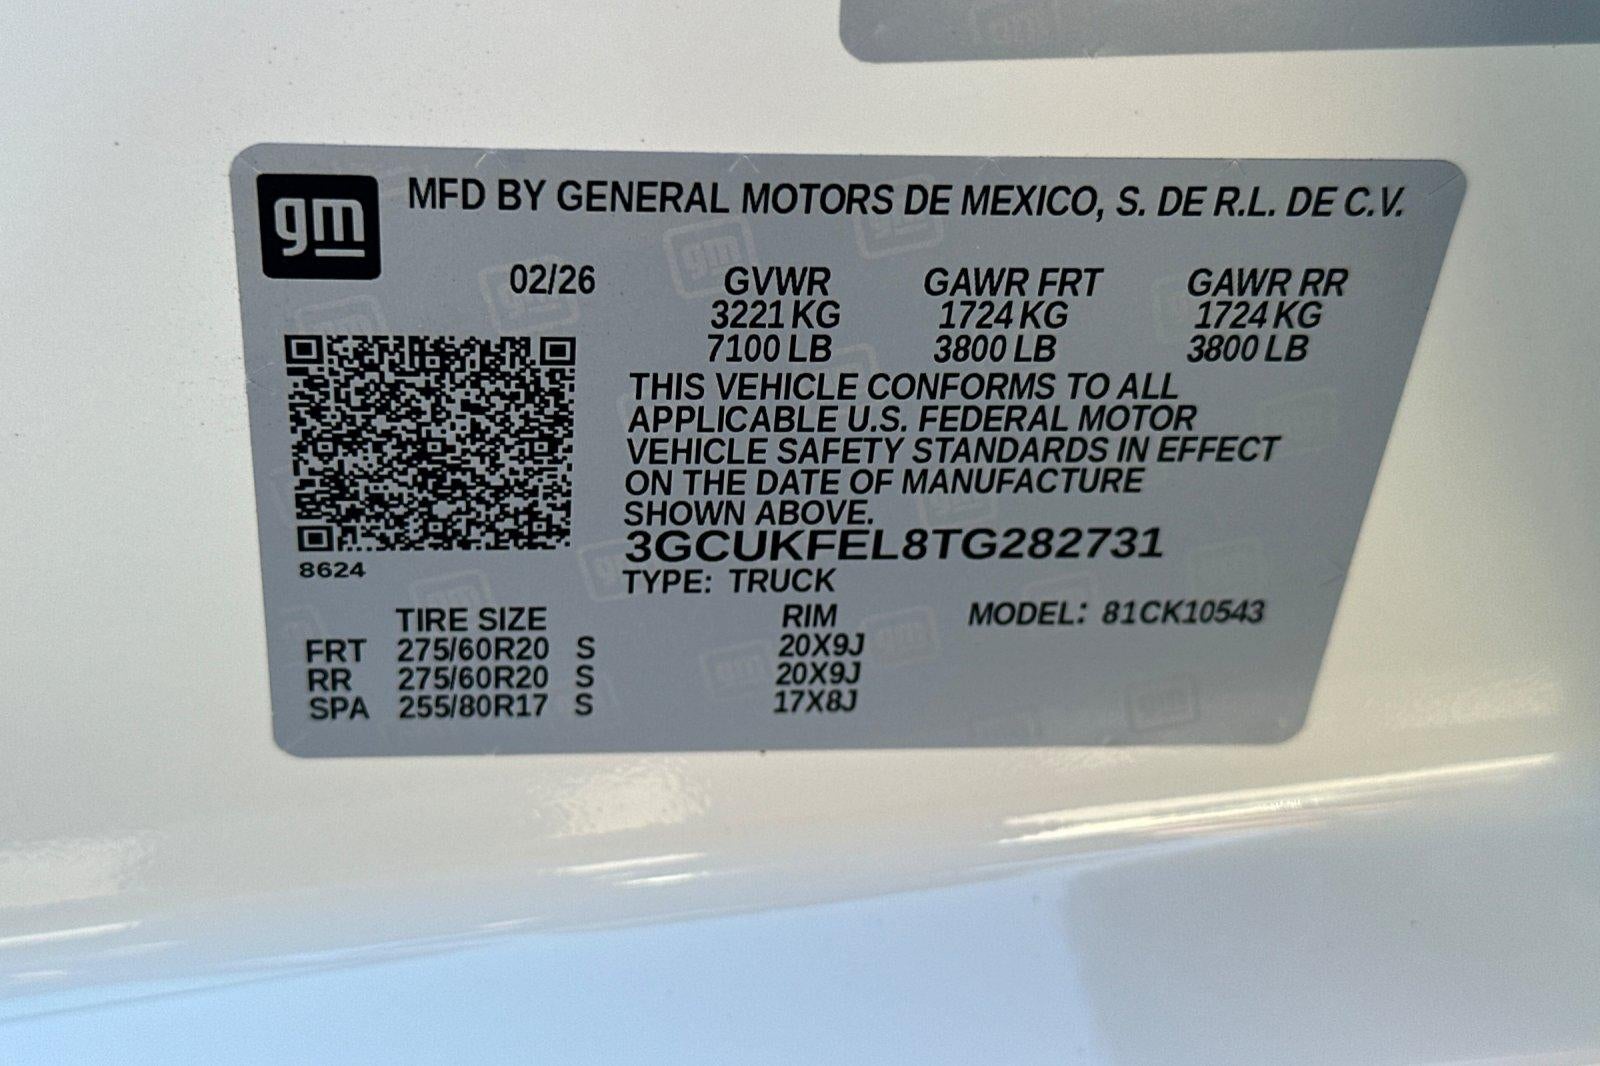 gm MFD BY GENERAL MOTORS DE MEXICO, S. DE R.L. DE C.V.
02/26 GVWR GAWR FRT GAWR RR
3221 KG 1724 KG 1724 KG
7100 LB 3800 LB 3800 LB
THIS VEHICLE CONFORMS TO ALL
APPLICABLE U.S. FEDERAL MOTOR
VEHICLE SAFETY STANDARDS IN EFFECT
ON THE DATE OF MANUFACTURE
SHOWN ABOVE.
3GCUKFEL8TG282731
8624
TYPE: TRUCK
TIRE SIZE RIM MODEL: 81CK10543
FRT 275/60R20 S 20X9J
RR 275/60R20 S 20X9J
SPA 255/80R17 S 17X8J